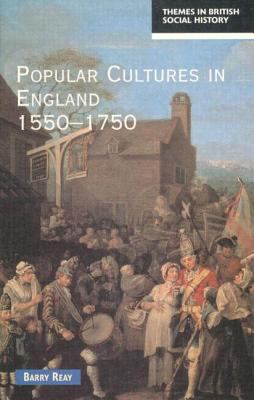 THEMES IN BRITISH
SOCIAL HISTORY
POPULAR CULTURES IN
ENGLAND
1550–1750
BARRY REAY